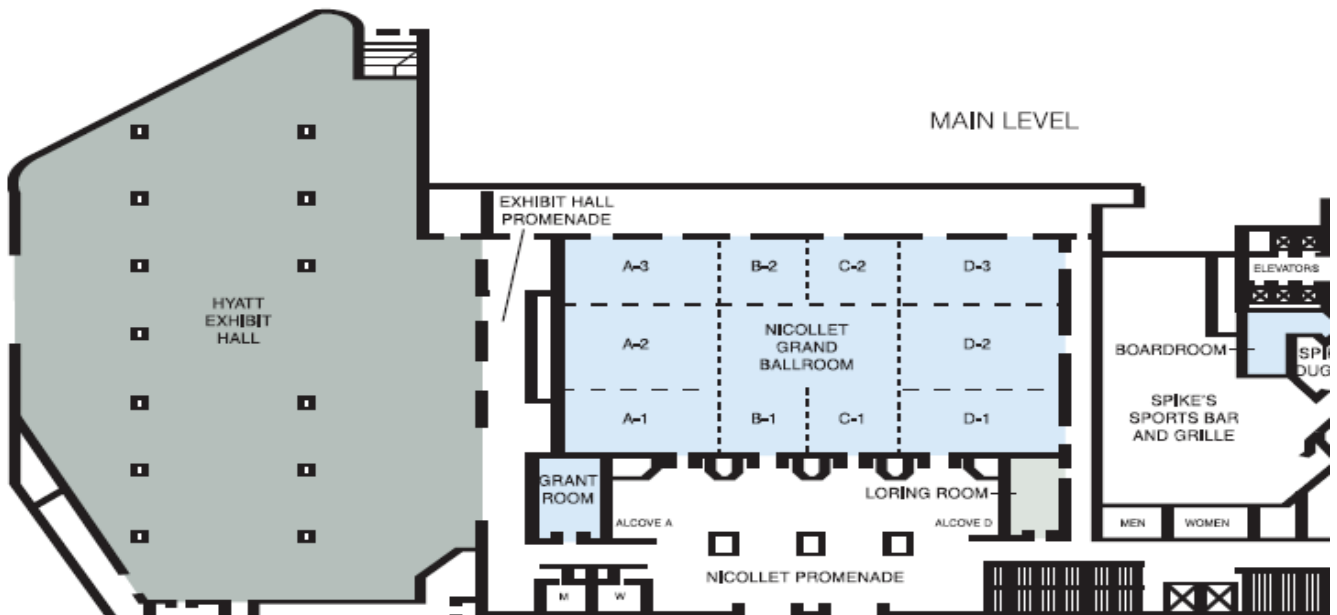 MAIN LEVEL
EXHIBIT HALL
PROMENADE
A-3
B-2
C-2
D-3
ELEVATORS
HYATT
EXHIBIT
HALL
A-2
NICOLLET
GRAND
BALLROOM
D-2
BOARDROOM
SPIKE'S
SPORTS BAR
AND GRILLE
A-1
B-1
C-1
D-1
GRANT
ROOM
LORING ROOM
ALCOVE A
ALCOVE D
MEN
WOMEN
NICOLLET PROMENADE
M
W